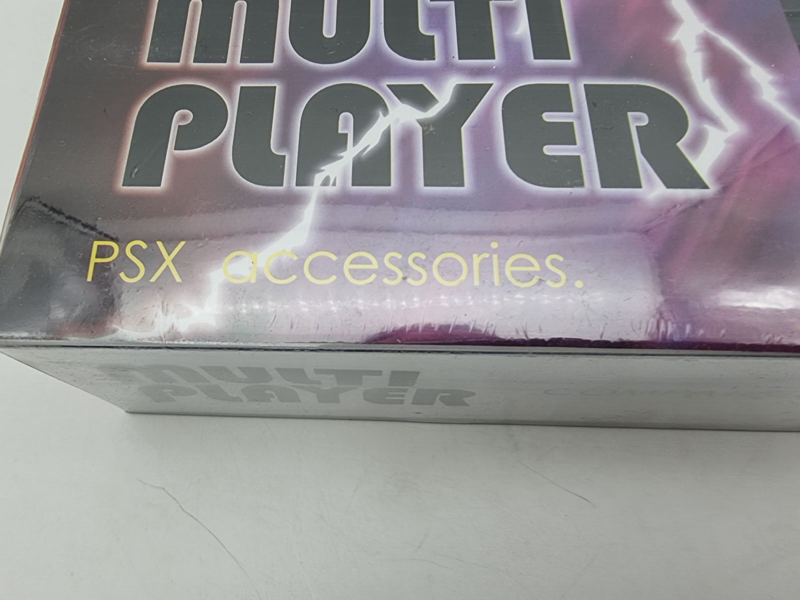 MULTI
PLAYER
PSX accessories.
MULTI
PLAYER